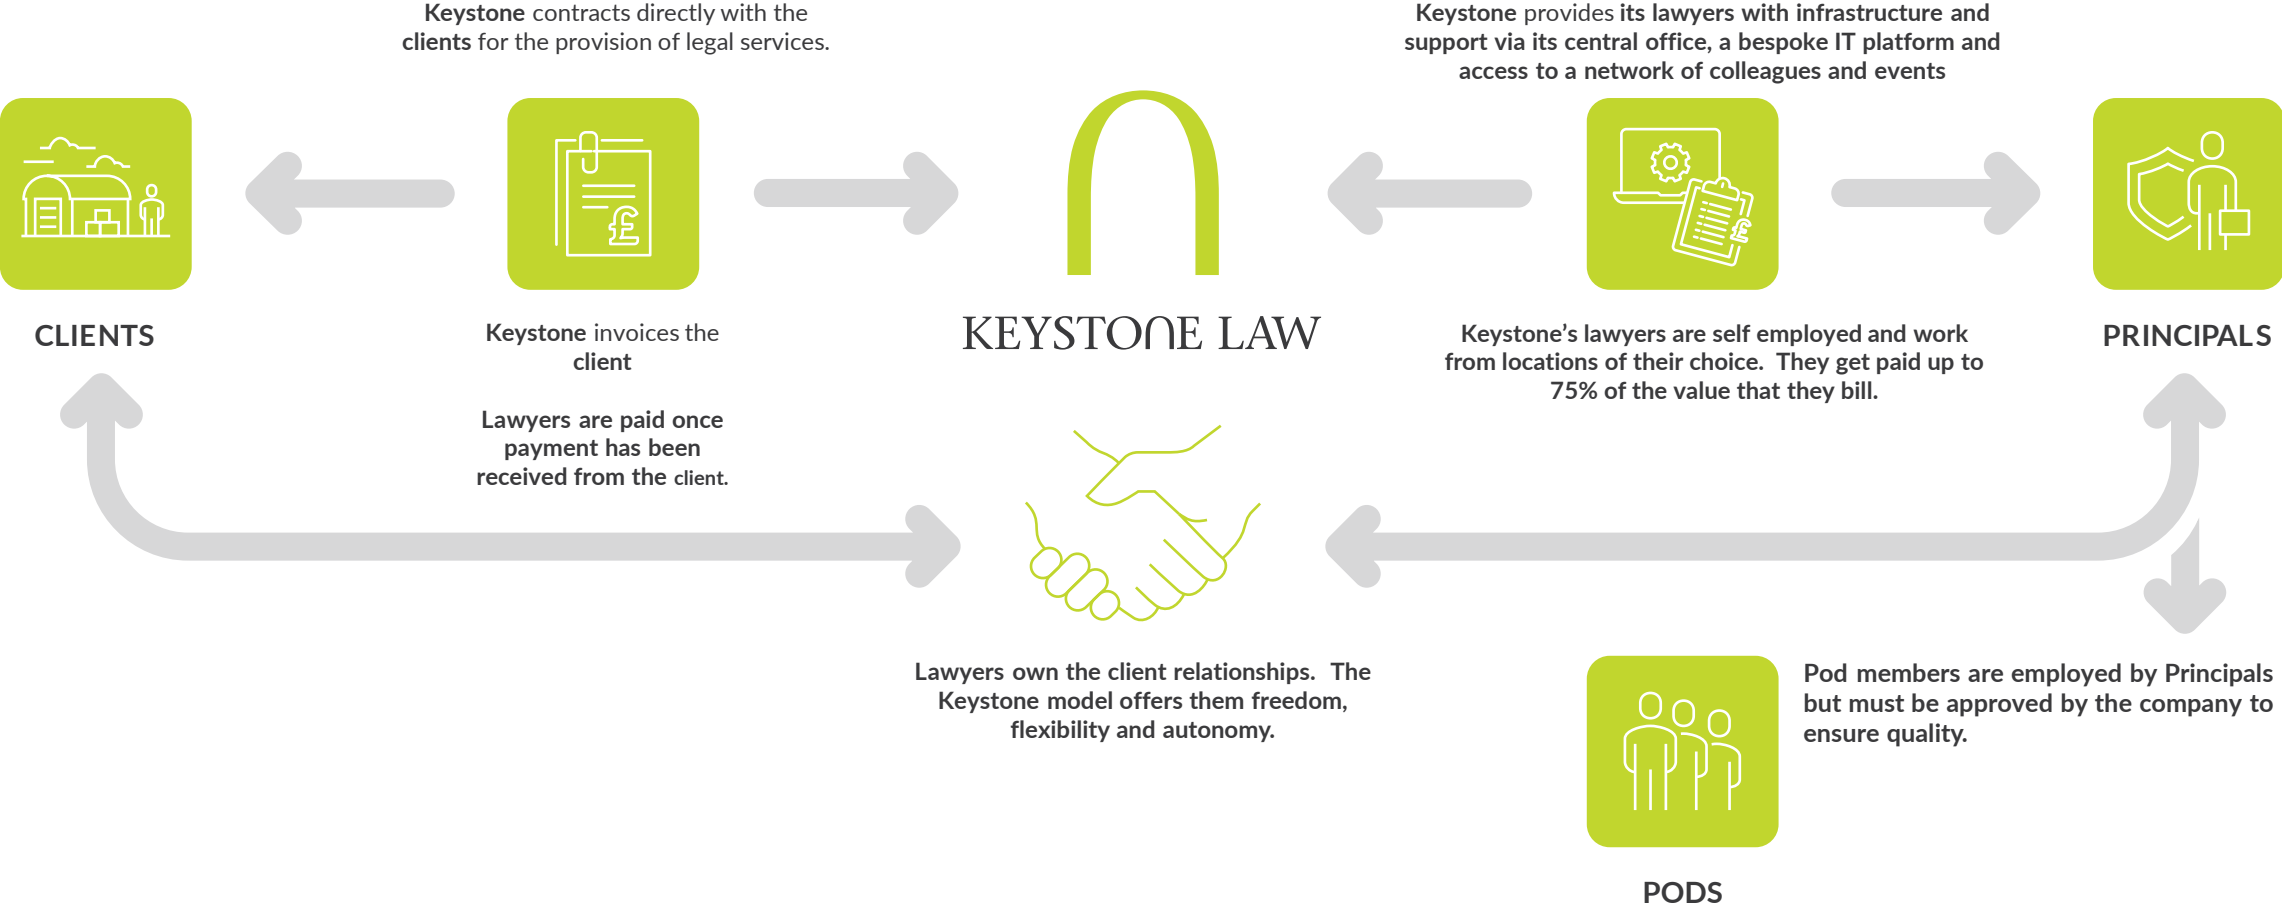 Keystone contracts directly with the
clients for the provision of legal services.
Keystone provides its lawyers with infrastructure and
support via its central office, a bespoke IT platform and
access to a network of colleagues and events
£
£
CLIENTS
Keystone invoices the
client
Lawyers are paid once
payment has been
received from the client.
KEYSTONE LAW
Keystone’s lawyers are self employed and work
from locations of their choice.  They get paid up to
75% of the value that they bill.
PRINCIPALS
Lawyers own the client relationships.  The
Keystone model offers them freedom,
flexibility and autonomy.
Pod members are employed by Principals
but must be approved by the company to
ensure quality.
PODS